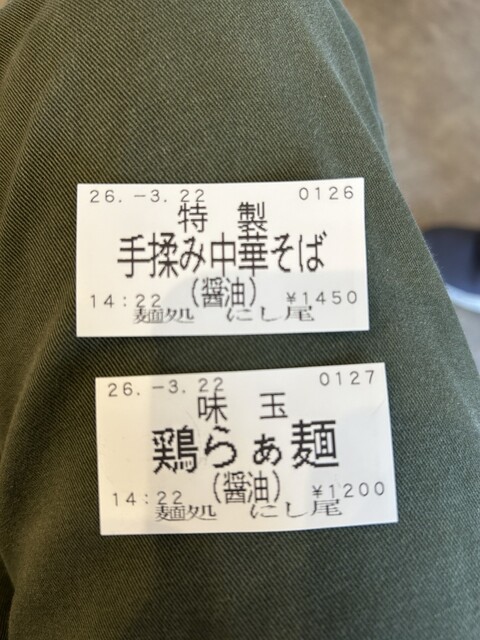 26.-3.22 0126
特 製
手揉み中華そば
(醤油)
14:22 ¥1450
麺処 にし尾
26.-3.22 0127
味 玉
鶏らぁ麺
(醤油)
14:22 ¥1200
麺処 にし尾